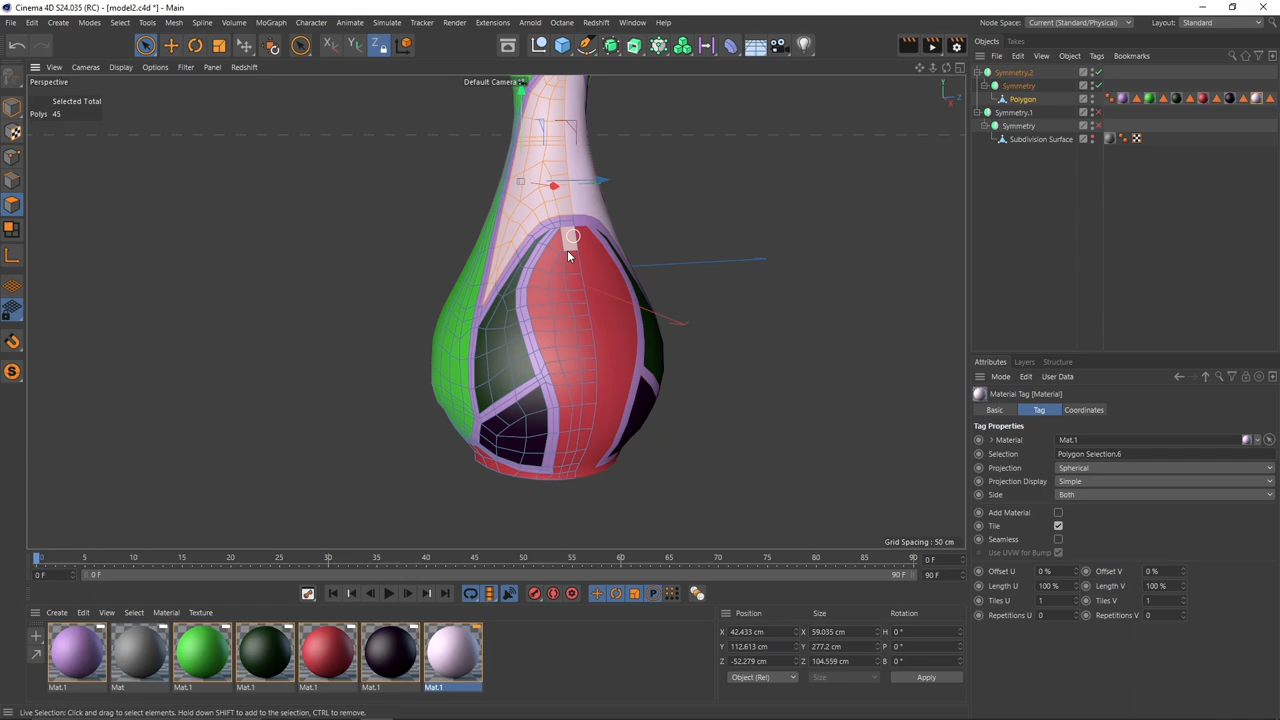 Cinema 4D S24.035 (RC) - [model2.c4d *] - Main
File Edit Create Modes Select Tools Mesh Spline Volume MoGraph Character Animate Simulate Tracker Render Extensions Arnold Octane Redshift Window Help
Node Space: Current (Standard/Physical) Layout: Standard
X Y Z
View Cameras Display Options Filter Panel Redshift
Perspective
Default Camera
Selected Total
Polys 45
Y
Z
X
Grid Spacing : 50 cm
Objects Takes
File Edit View Object Tags Bookmarks
Symmetry.2
Symmetry
Polygon
Symmetry.1
Symmetry
Subdivision Surface
Attributes Layers Structure
Mode Edit User Data
Material Tag [Material]
Basic Tag Coordinates
Tag Properties
Material Mat.1
Selection Polygon Selection.6
Projection Spherical
Projection Display Simple
Side Both
Add Material
Tile
Seamless
Use UVW for Bump
Offset U 0 % Offset V 0 %
Length U 100 % Length V 100 %
Tiles U 1 Tiles V 1
Repetitions U 0 Repetitions V 0
0 5 10 15 20 25 30 35 40 45 50 55 60 65 70 75 80 85 90 0 F
0 F 0 F 90 F 90 F
P
Create Edit View Select Material Texture
Mat.1 Mat Mat.1 Mat.1 Mat.1 Mat.1 Mat.1
Position Size Rotation
X 42.433 cm X 59.035 cm H 0 °
Y 112.613 cm Y 277.2 cm P 0 °
Z -52.279 cm Z 104.559 cm B 0 °
Object (Rel) Size Apply
Live Selection: Click and drag to select elements. Hold down SHIFT to add to the selection, CTRL to remove.